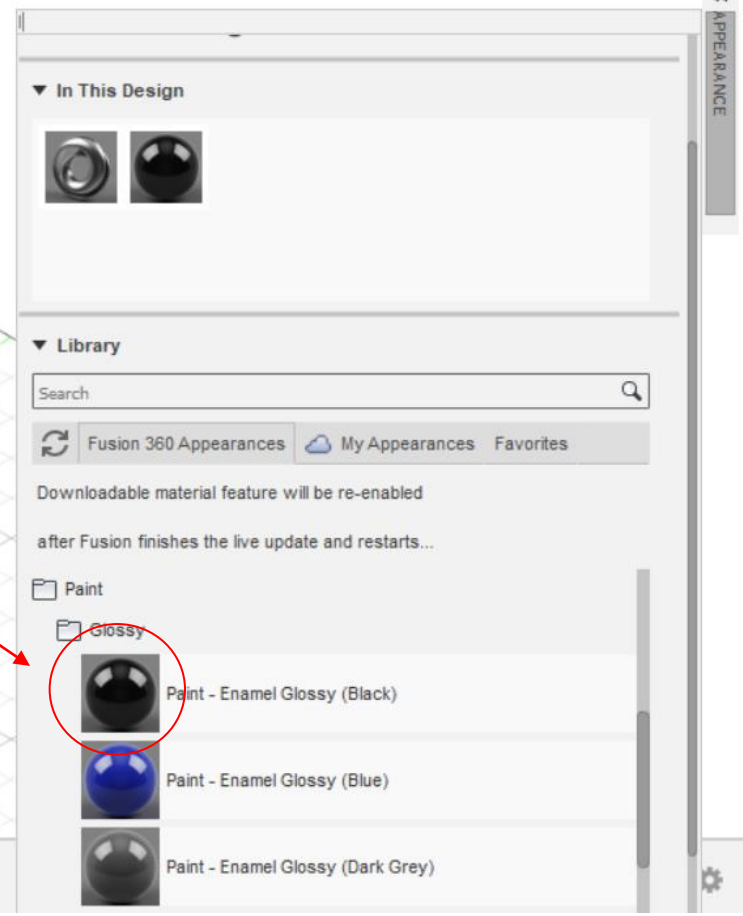 APPEARANCE
In This Design
Library
Search
Fusion 360 Appearances
My Appearances
Favorites
Downloadable material feature will be re-enabled
after Fusion finishes the live update and restarts...
Paint
Glossy
Paint - Enamel Glossy (Black)
Paint - Enamel Glossy (Blue)
Paint - Enamel Glossy (Dark Grey)